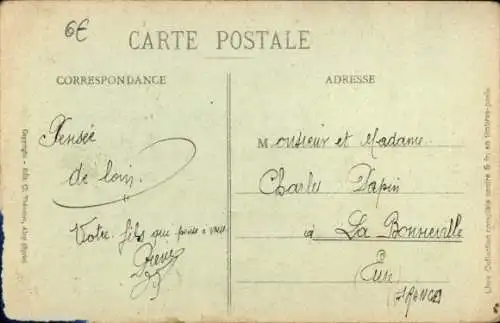 6€
CARTE POSTALE
CORRESPONDANCE
ADRESSE
Pensée
de loin.
Votre fils qui pense à vous
Pierre
Monsieur et Madame
Charles Papin
à La Bonneville
Eure
(FRANCE)